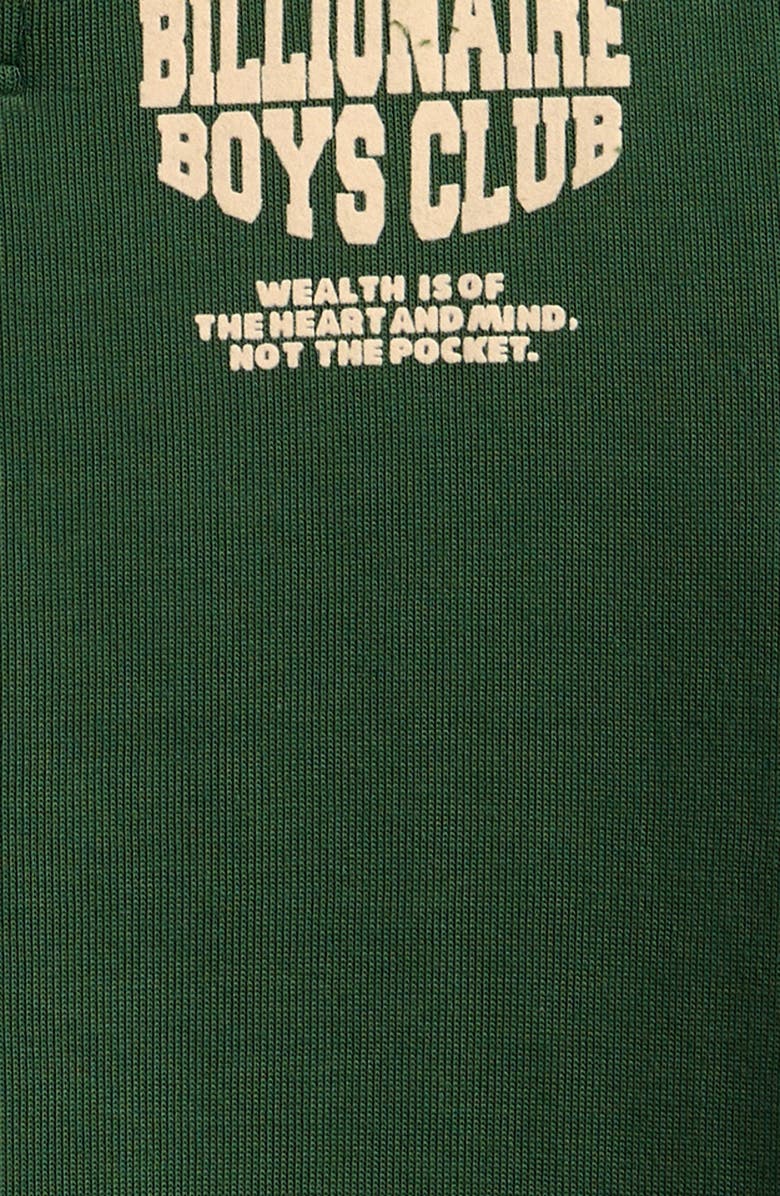 BILLIONAIRE
BOYS CLUB
WEALTH IS OF
THE HEART AND MIND,
NOT THE POCKET.